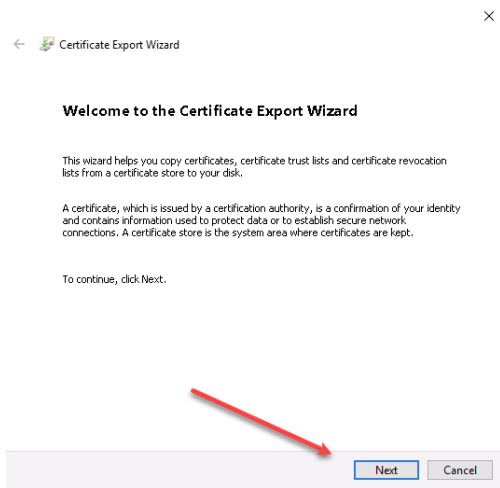 Certificate Export Wizard
Welcome to the Certificate Export Wizard
This wizard helps you copy certificates, certificate trust lists and certificate revocation
lists from a certificate store to your disk.
A certificate, which is issued by a certification authority, is a confirmation of your identity
and contains information used to protect data or to establish secure network
connections. A certificate store is the system area where certificates are kept.
To continue, click Next.
Next Cancel